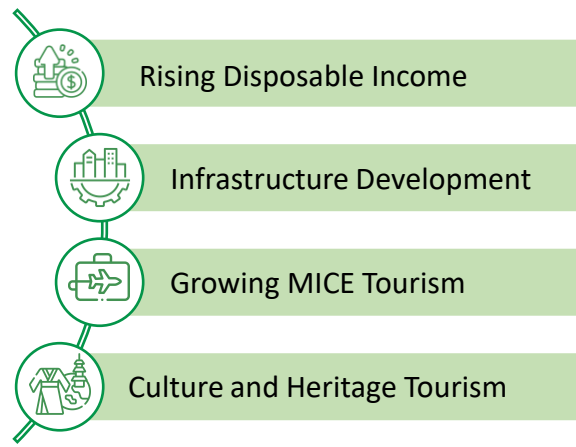 Rising Disposable Income
Infrastructure Development
Growing MICE Tourism
Culture and Heritage Tourism